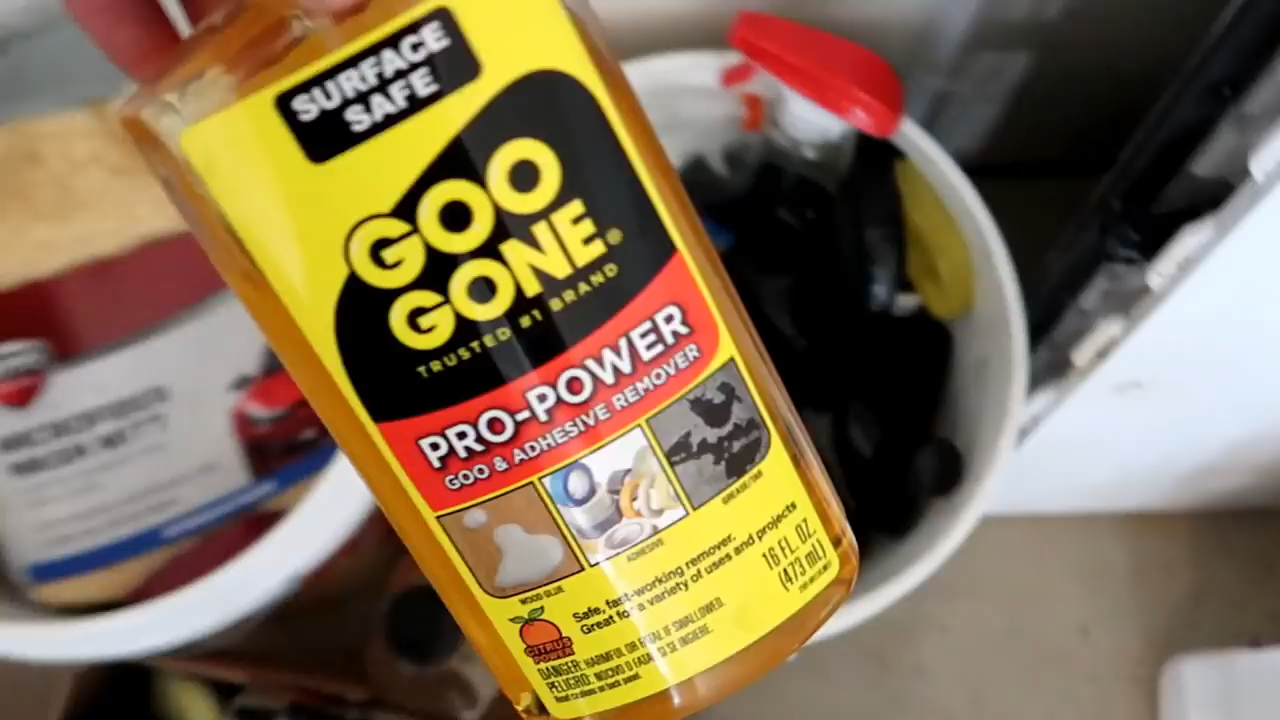 SURFACE
SAFE
GOO
GONE®
TRUSTED #1 BRAND
PRO-POWER
GOO & ADHESIVE REMOVER
WOOD GLUE
ADHESIVE
GREASE/TAR
Safe, fast-working remover.
Great for a variety of uses and projects
16 FL. OZ.
(473 mL)
CITRUS
POWER
DANGER: HARMFUL OR FATAL IF SWALLOWED.
PELIGRO: NOCIVO O FATAL SI SE INGIERE.